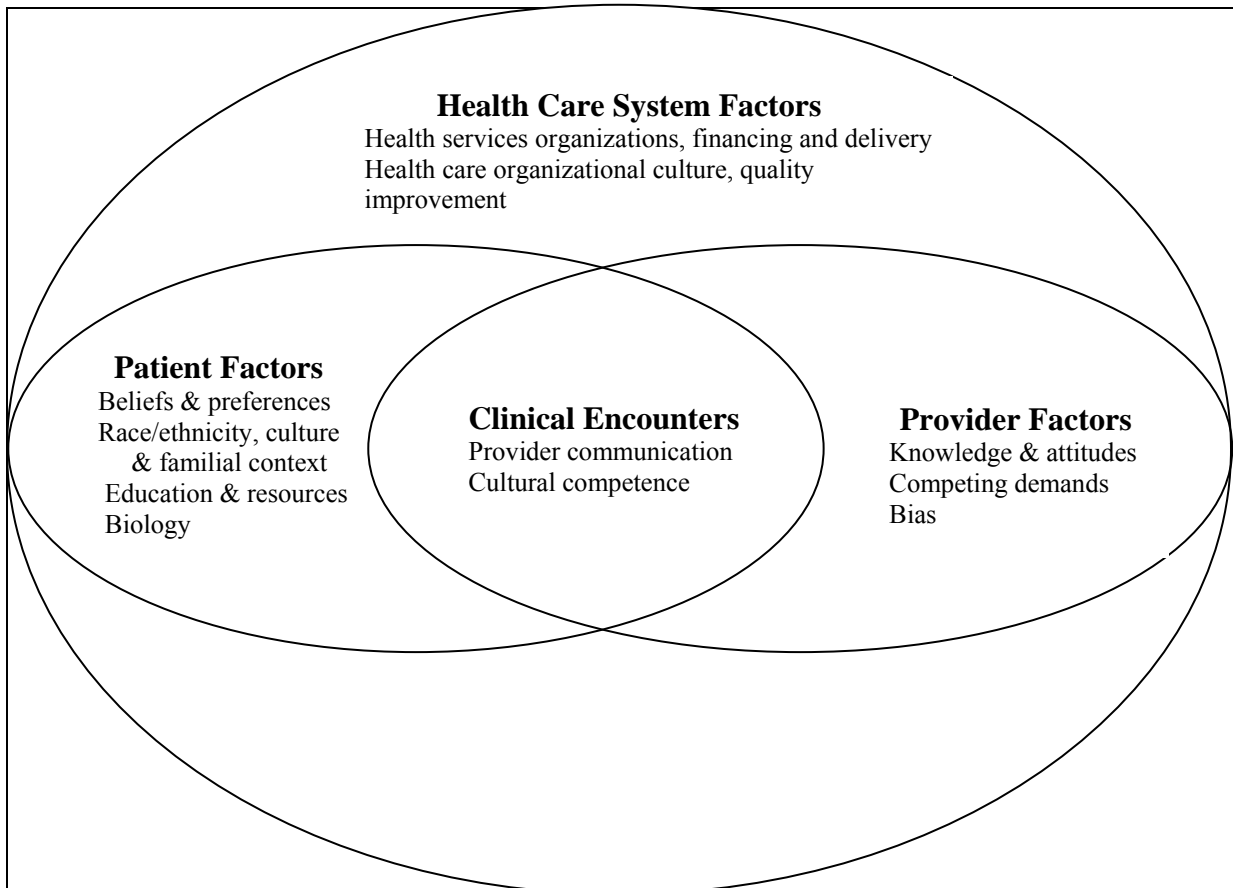 Health Care System Factors
Health services organizations, financing and delivery
Health care organizational culture, quality
improvement
Patient Factors
Beliefs & preferences
Race/ethnicity, culture
& familial context
Education & resources
Biology
Clinical Encounters
Provider communication
Cultural competence
Provider Factors
Knowledge & attitudes
Competing demands
Bias